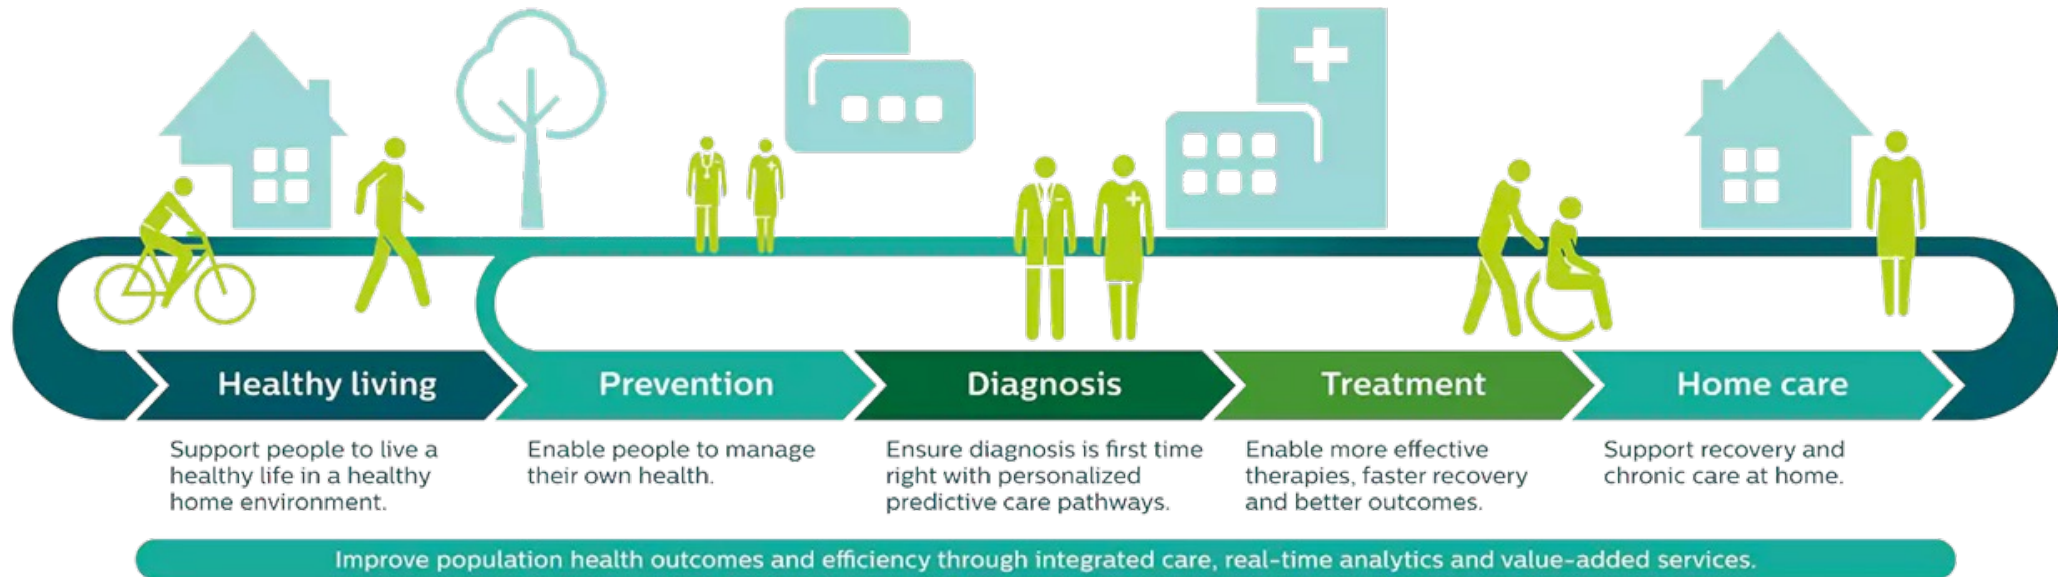 Healthy living
Prevention
Diagnosis
Treatment
Home care
Support people to live a
healthy life in a healthy
home environment.
Enable people to manage
their own health.
Ensure diagnosis is first time
right with personalized
predictive care pathways.
Enable more effective
therapies, faster recovery
and better outcomes.
Support recovery and
chronic care at home.
Improve population health outcomes and efficiency through integrated care, real-time analytics and value-added services.